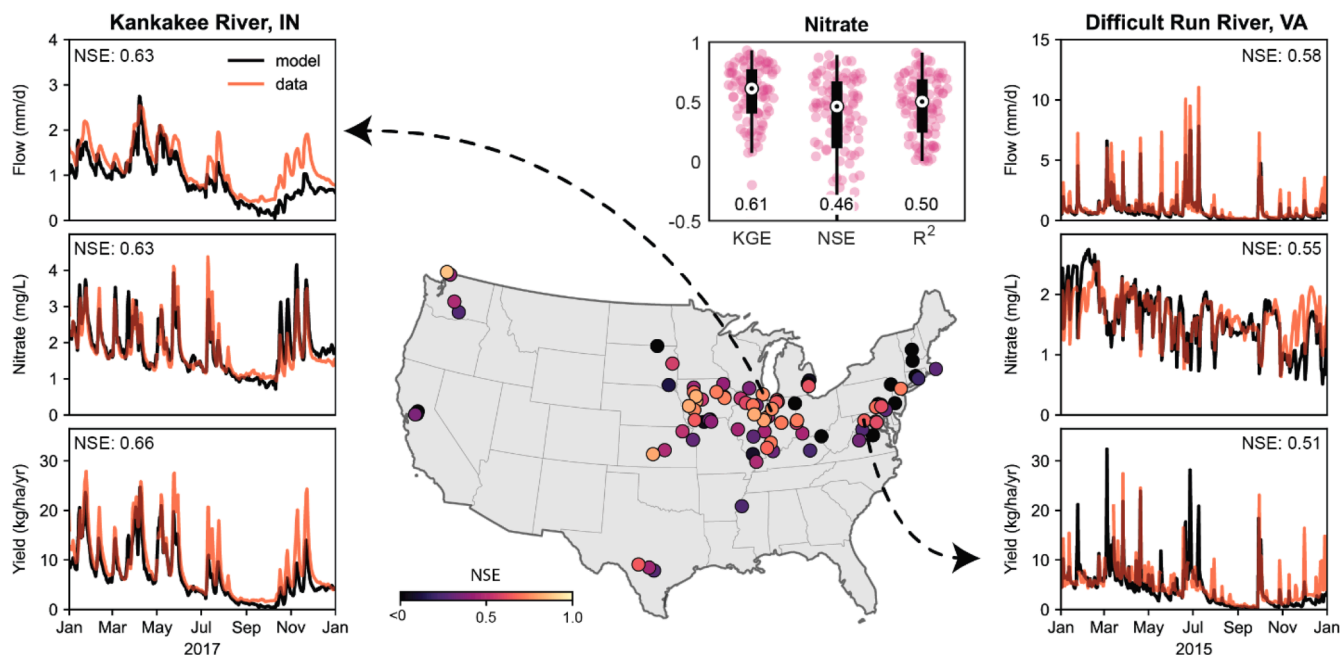 Kankakee River, IN
NSE: 0.63
model
data
Flow (mm/d)
4
3
2
1
0
NSE: 0.63
Nitrate (mg/L)
4
3
2
1
0
NSE: 0.66
Yield (kg/ha/yr)
30
20
10
0
Jan Mar May Jul Sep Nov Jan
2017
Nitrate
1
0.5
0
-0.5
0.61 0.46 0.50
KGE NSE R²
NSE
<0 0.5 1.0
Difficult Run River, VA
NSE: 0.58
Flow (mm/d)
15
10
5
0
NSE: 0.55
Nitrate (mg/L)
2
1
0
NSE: 0.51
Yield (kg/ha/yr)
30
20
10
0
Jan Mar May Jul Sep Nov Jan
2015